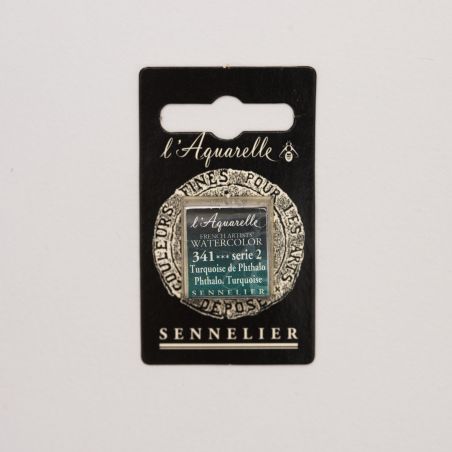 l'Aquarelle
COULEURS FINES POUR LES ARTS
DÉPOSÉ
l'Aquarelle
FRENCH ARTISTS'
WATERCOLOR
341 *** serie 2
Turquoise de Phthalo
Phthalo. Turquoise
SENNELIER
SENNELIER